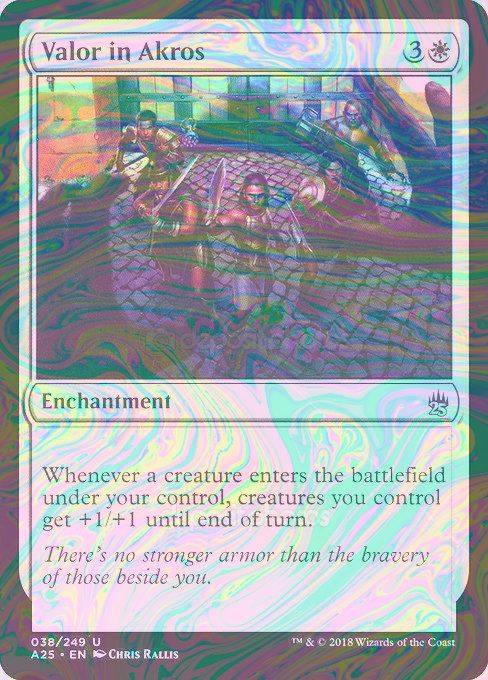 Valor in Akros 3
depositphotos
Enchantment
25
Whenever a creature enters the battlefield
under your control, creatures you control
get +1/+1 until end of turn.
There's no stronger armor than the bravery
of those beside you.
038/249 U
A25 • EN Chris Rallis
™ & © 2018 Wizards of the Coast